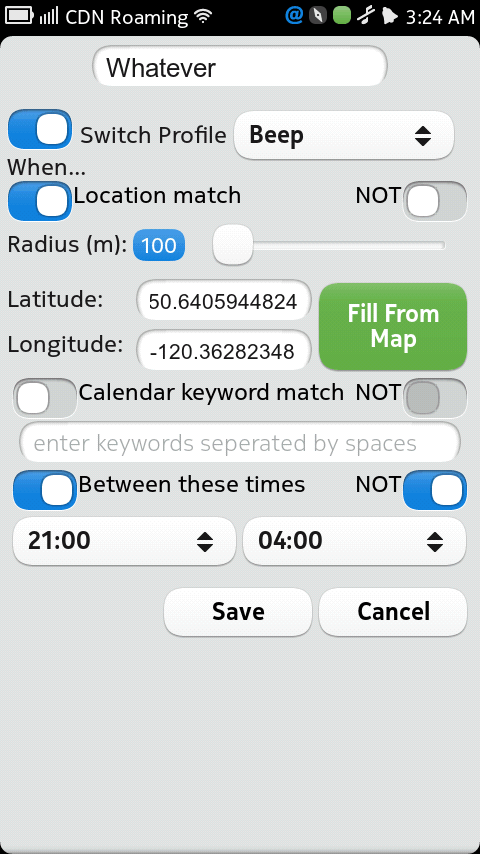 CDN Roaming @ 3:24 AM
Whatever
Switch Profile Beep
When...
Location match NOT
Radius (m): 100
Latitude: 50.6405944824
Fill From
Map
Longitude: -120.36282348
Calendar keyword match NOT
enter keywords seperated by spaces
Between these times NOT
21:00 04:00
Save Cancel